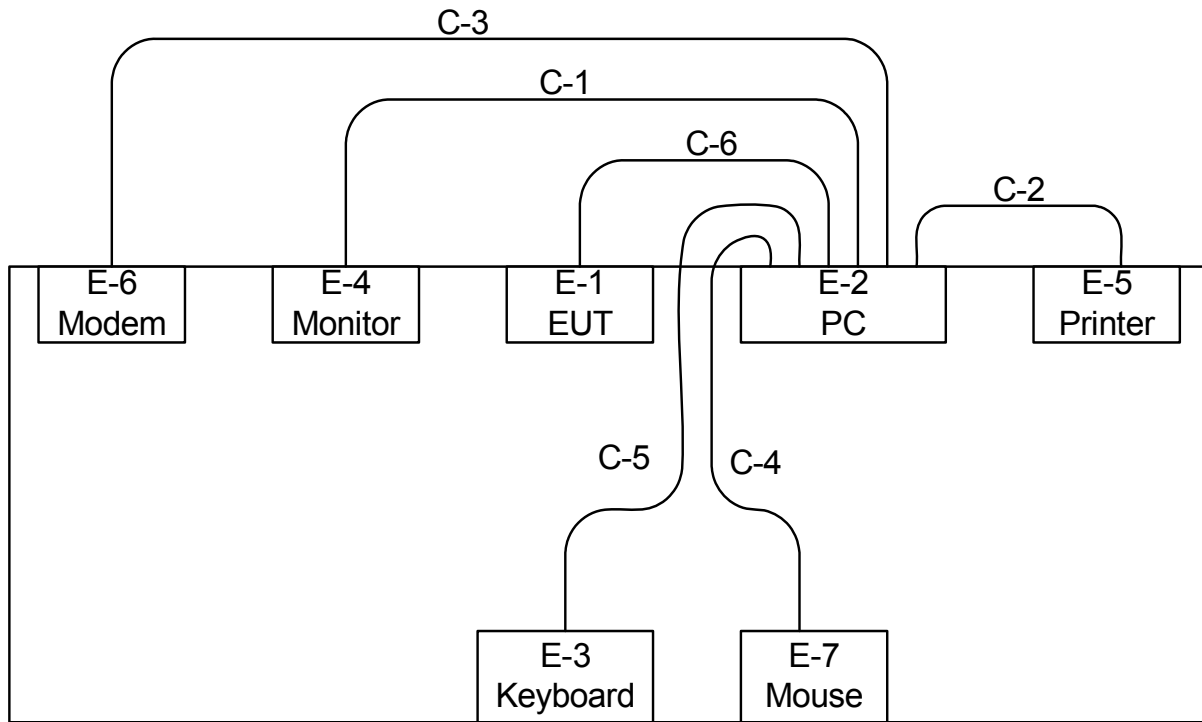 C-3
C-1
C-6
C-2
E-6
Modem
E-4
Monitor
E-1
EUT
E-2
PC
E-5
Printer
C-5
C-4
E-3
Keyboard
E-7
Mouse